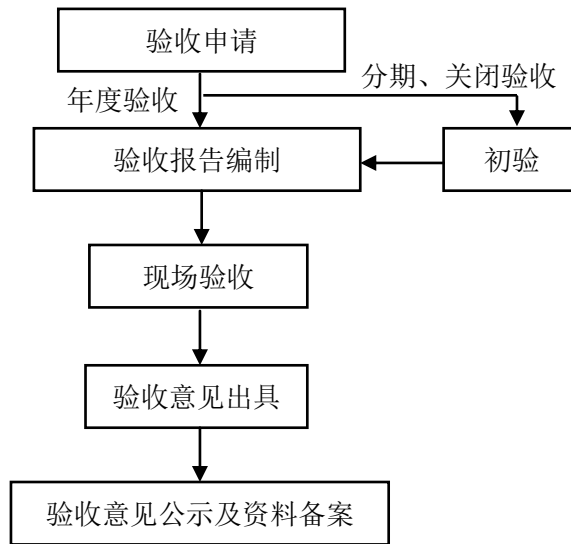 验收申请
分期、关闭验收
年度验收
验收报告编制
初验
现场验收
验收意见出具
验收意见公示及资料备案